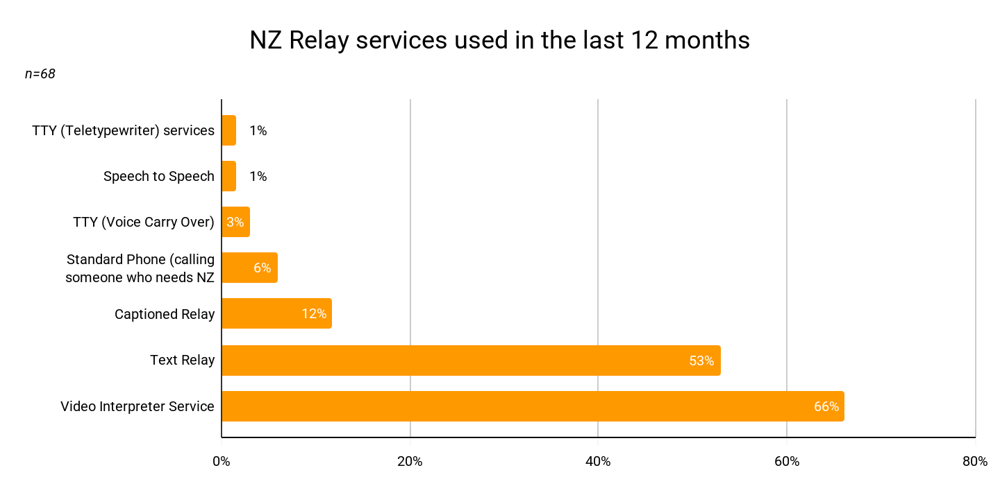 NZ Relay services used in the last 12 months
n=68
TTY (Teletypewriter) services
1%
Speech to Speech
1%
TTY (Voice Carry Over)
3%
Standard Phone (calling
someone who needs NZ
6%
Captioned Relay
12%
Text Relay
53%
Video Interpreter Service
66%
0% 20% 40% 60% 80%